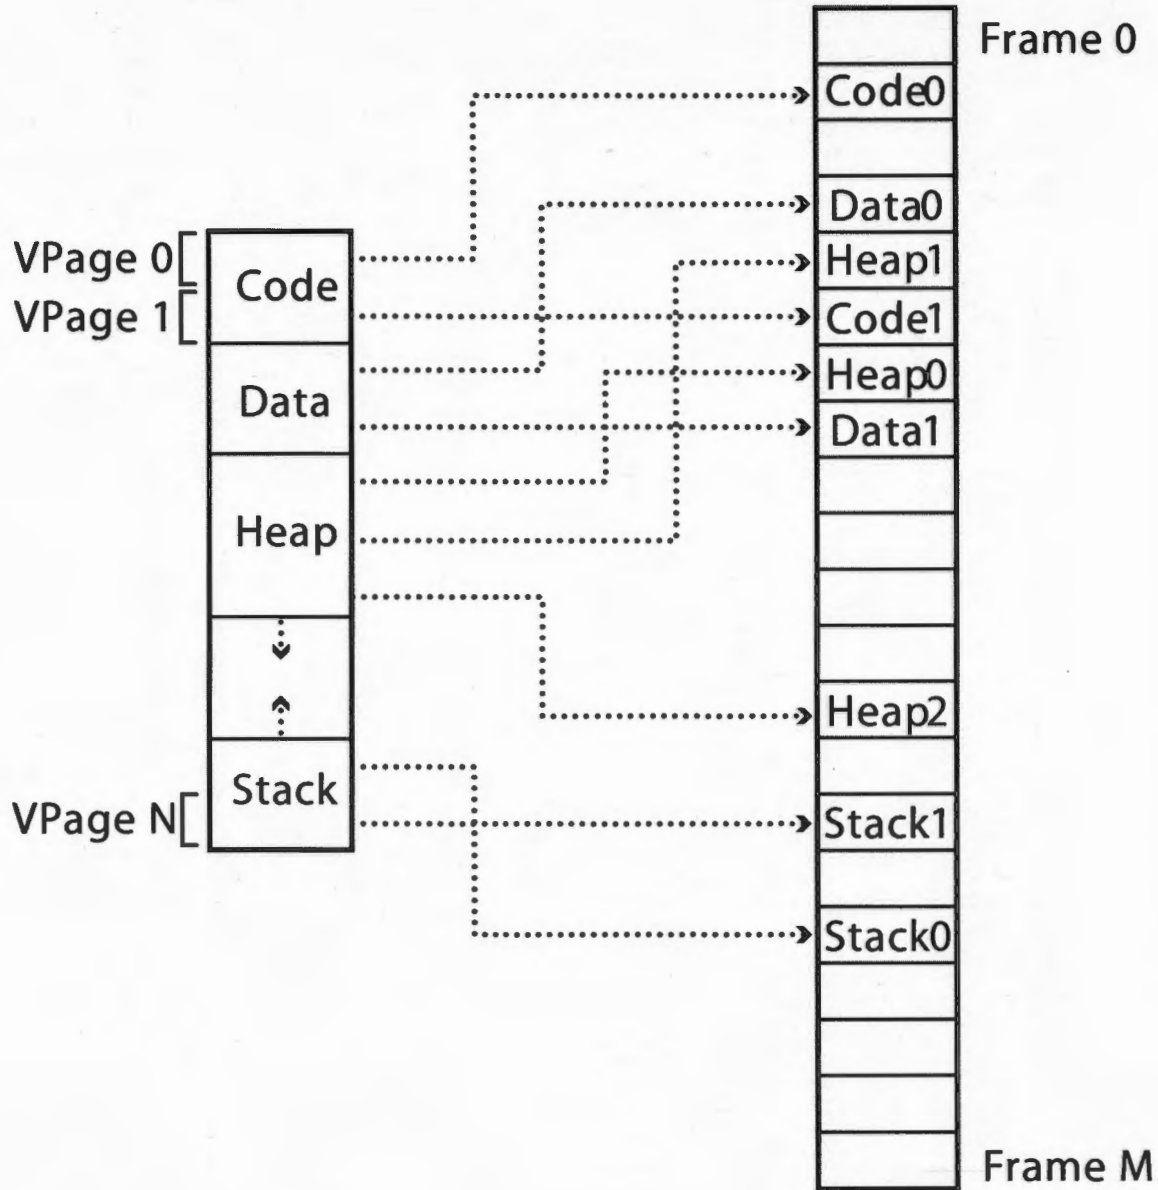 VPage 0
VPage 1
Code
Data
Heap
Stack
VPage N
Frame 0
Code0
Data0
Heap1
Code1
Heap0
Data1
Heap2
Stack1
Stack0
Frame M